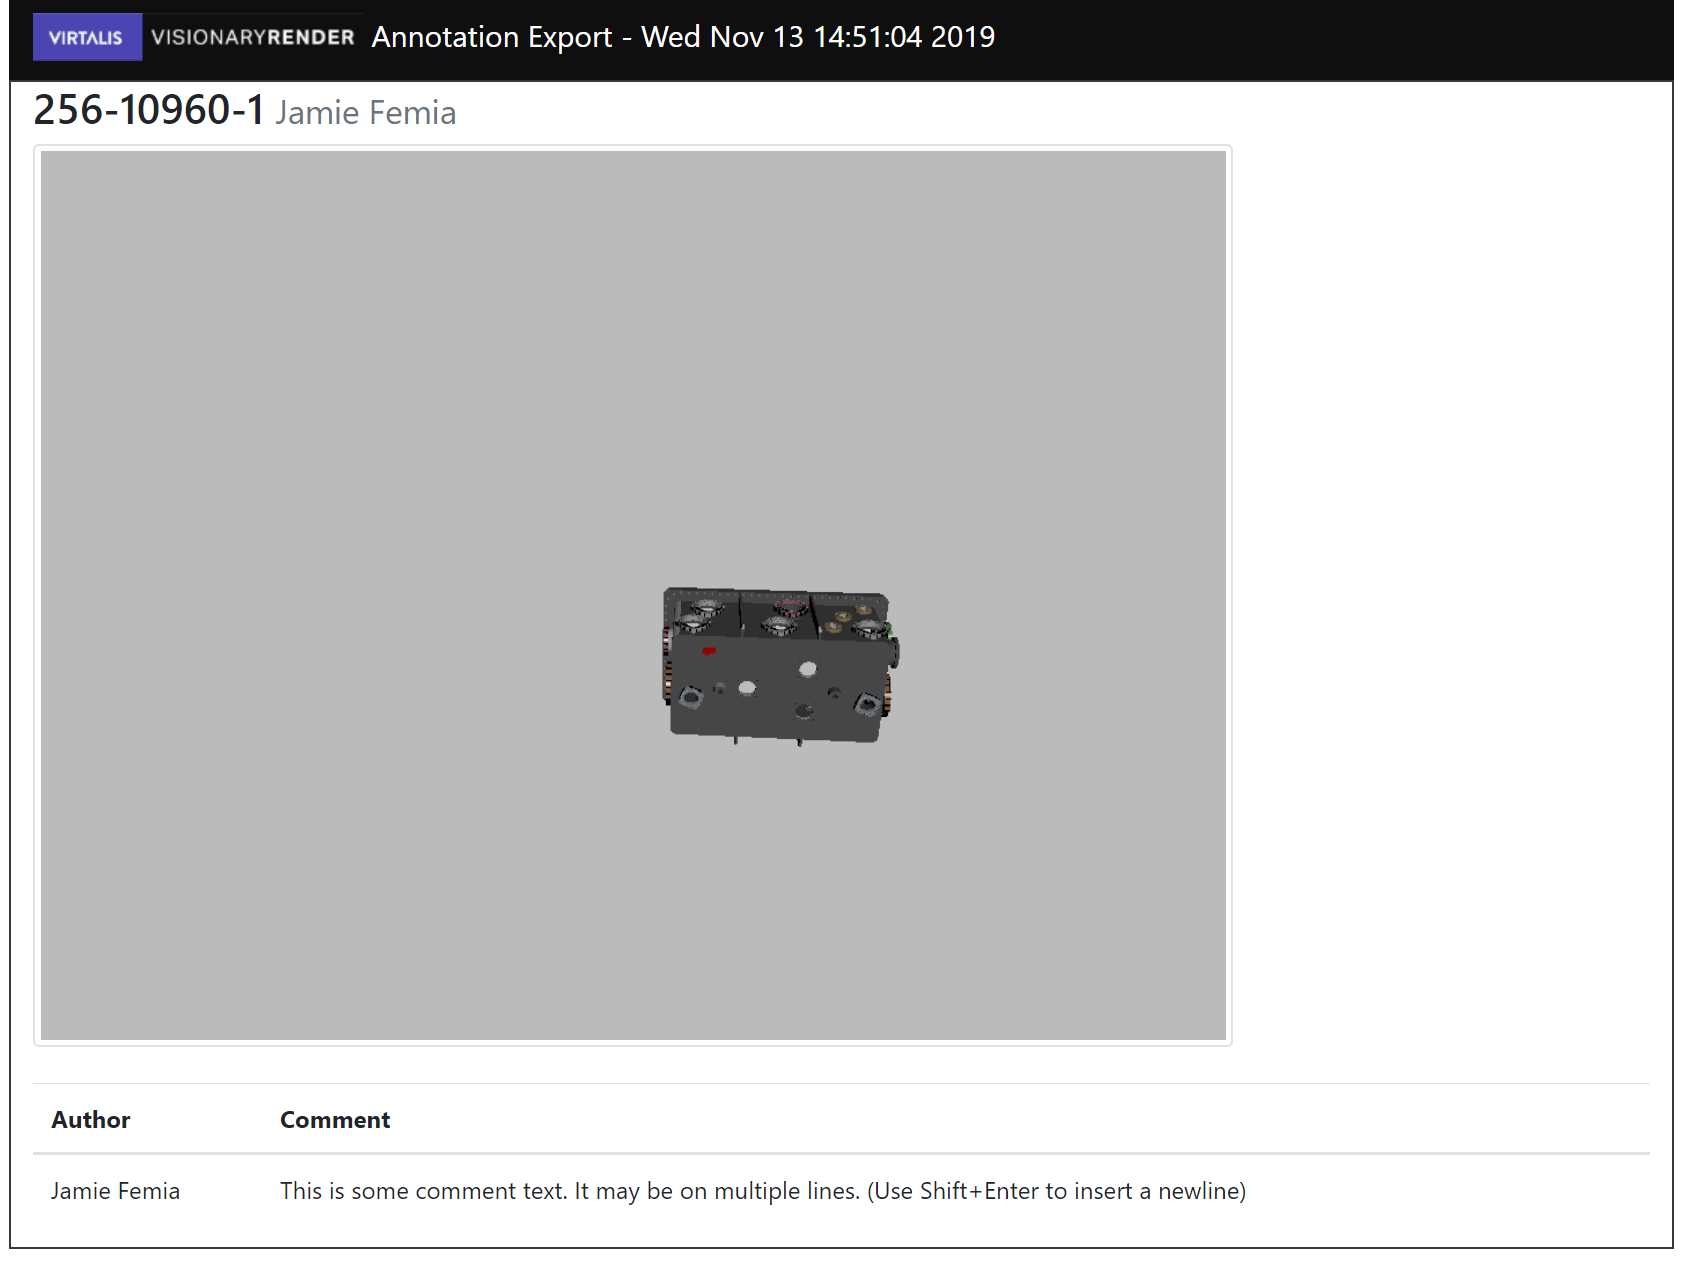 VIRTALIS VISIONARYRENDER Annotation Export - Wed Nov 13 14:51:04 2019
256-10960-1 Jamie Femia
Author Comment
Jamie Femia This is some comment text. It may be on multiple lines. (Use Shift+Enter to insert a newline)